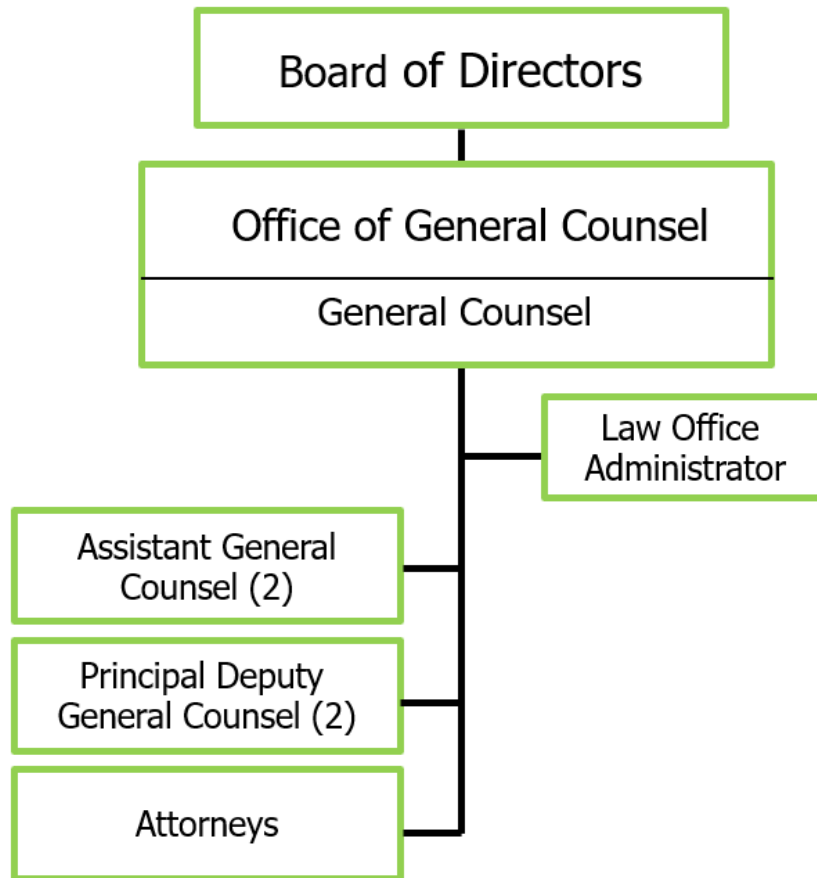 Board of Directors
Office of General Counsel
General Counsel
Law Office
Administrator
Assistant General
Counsel (2)
Principal Deputy
General Counsel (2)
Attorneys